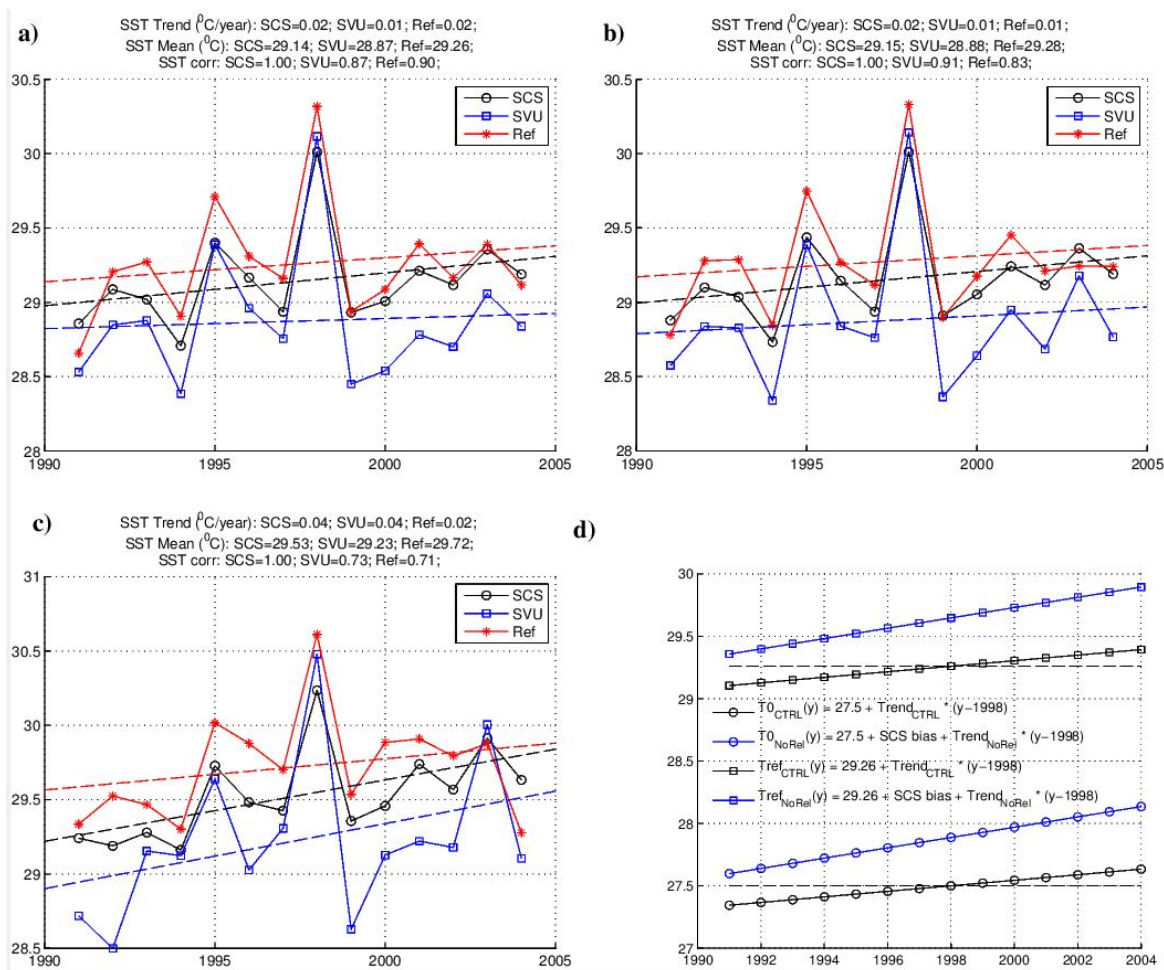 a)
SST Trend (⁰C/year): SCS=0.02; SVU=0.01; Ref=0.02;
SST Mean (⁰C): SCS=29.14; SVU=28.87; Ref=29.26;
SST corr: SCS=1.00; SVU=0.87; Ref=0.90;
30.5
30
29.5
29
28.5
28
1990 1995 2000 2005
SCS
SVU
Ref
b)
SST Trend (⁰C/year): SCS=0.02; SVU=0.01; Ref=0.01;
SST Mean (⁰C): SCS=29.15; SVU=28.88; Ref=29.28;
SST corr: SCS=1.00; SVU=0.91; Ref=0.83;
30.5
30
29.5
29
28.5
28
1990 1995 2000 2005
SCS
SVU
Ref
c)
SST Trend (⁰C/year): SCS=0.04; SVU=0.04; Ref=0.02;
SST Mean (⁰C): SCS=29.53; SVU=29.23; Ref=29.72;
SST corr: SCS=1.00; SVU=0.73; Ref=0.71;
31
30.5
30
29.5
29
28.5
1990 1995 2000 2005
SCS
SVU
Ref
d)
30
29.5
29
28.5
28
27.5
27
T0CTRL(y) = 27.5 + TrendCTRL * (y−1998)
T0NoRel(y) = 27.5 + SCS bias + TrendNoRel * (y−1998)
TrefCTRL(y) = 29.26 + TrendCTRL * (y−1998)
TrefNoRel(y) = 29.26 + SCS bias + TrendNoRel * (y−1998)
1990 1992 1994 1996 1998 2000 2002 2004